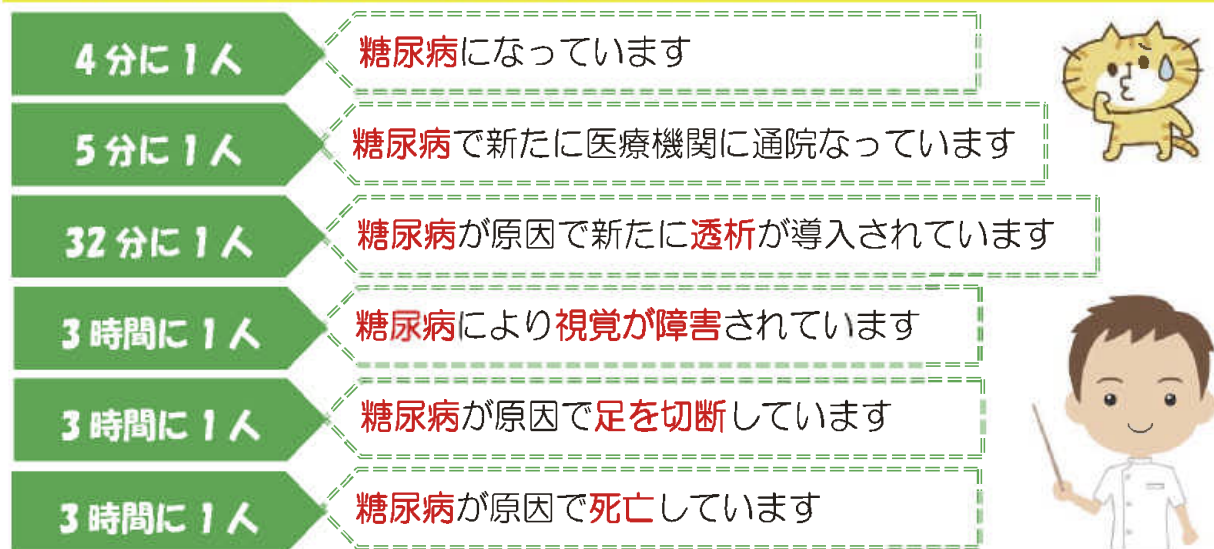 4分に1人 糖尿病になっています
5分に1人 糖尿病で新たに医療機関に通院なっています
32分に1人 糖尿病が原因で新たに透析が導入されています
3時間に1人 糖尿病により視覚が障害されています
3時間に1人 糖尿病が原因で足を切断しています
3時間に1人 糖尿病が原因で死亡しています